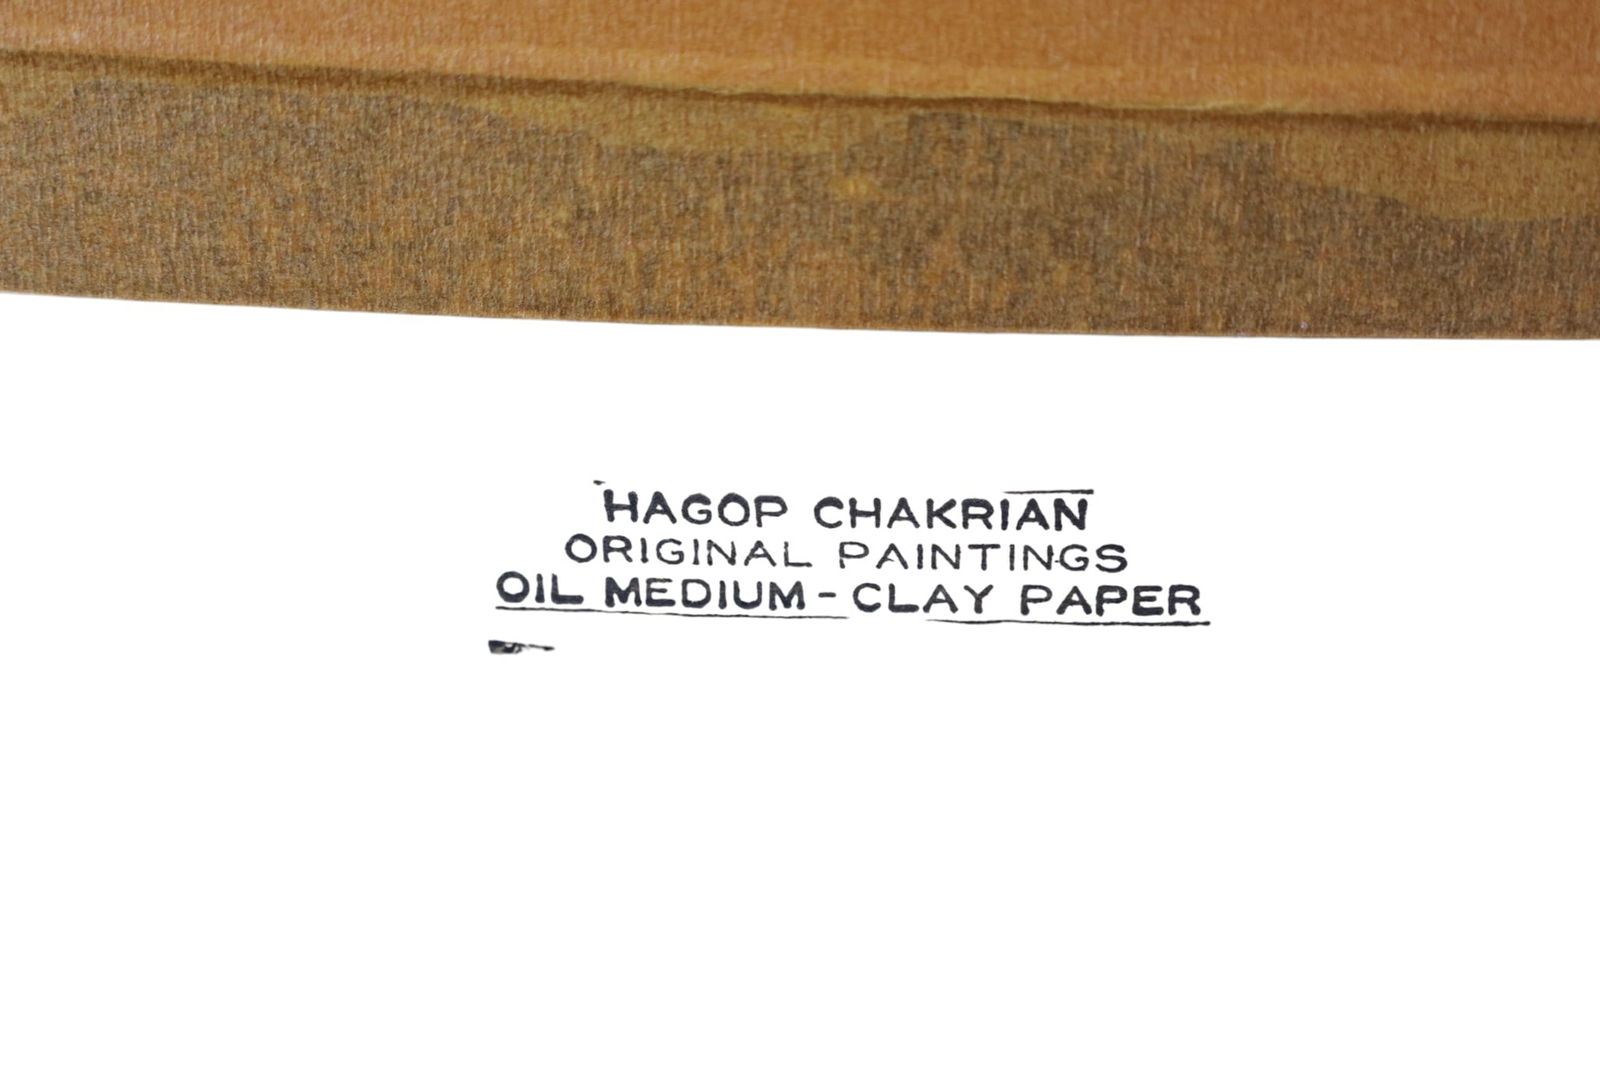 HAGOP CHAKRIAN
ORIGINAL PAINTINGS
OIL MEDIUM - CLAY PAPER